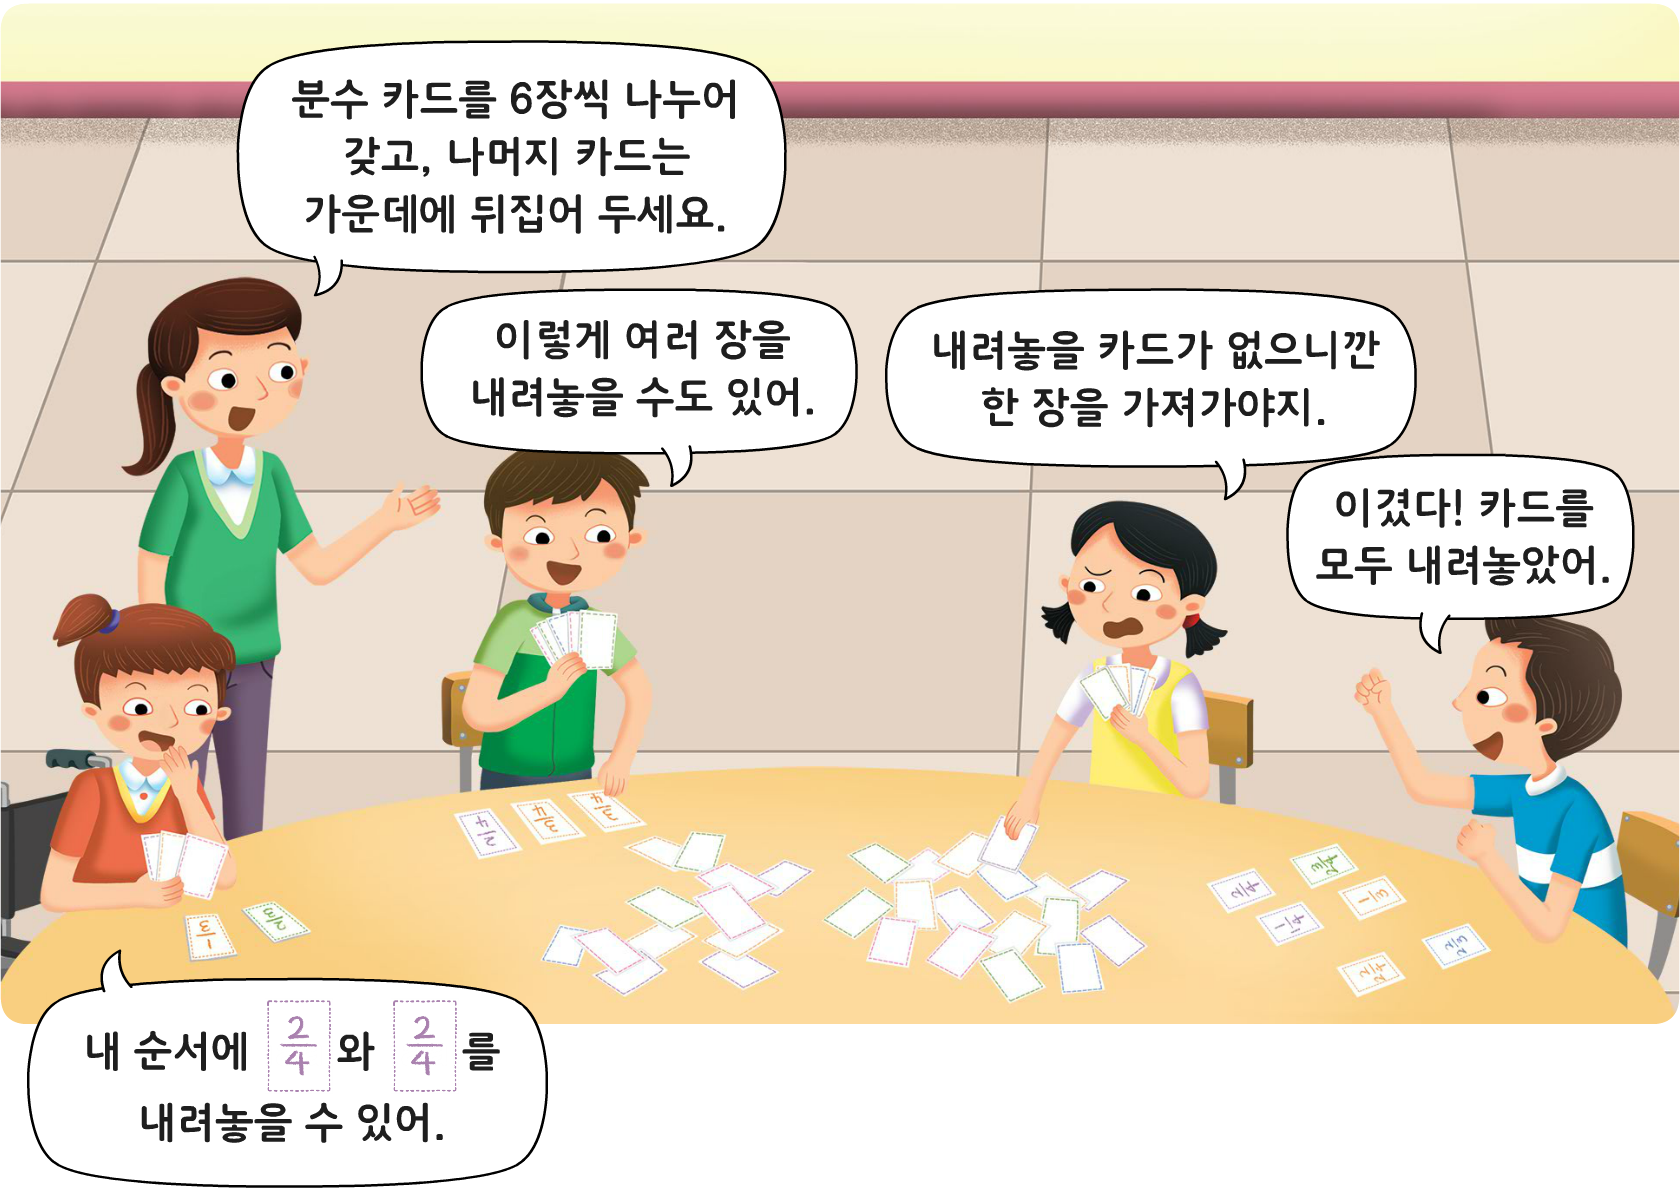 분수 카드를 6장씩 나누어
갖고, 나머지 카드는
가운데에 뒤집어 두세요.
이렇게 여러 장을
내려놓을 수도 있어.
내려놓을 카드가 없으니깐
한 장을 가져가야지.
이겼다! 카드를
모두 내려놓았어.
내 순서에 2/4 와 2/4 를
내려놓을 수 있어.